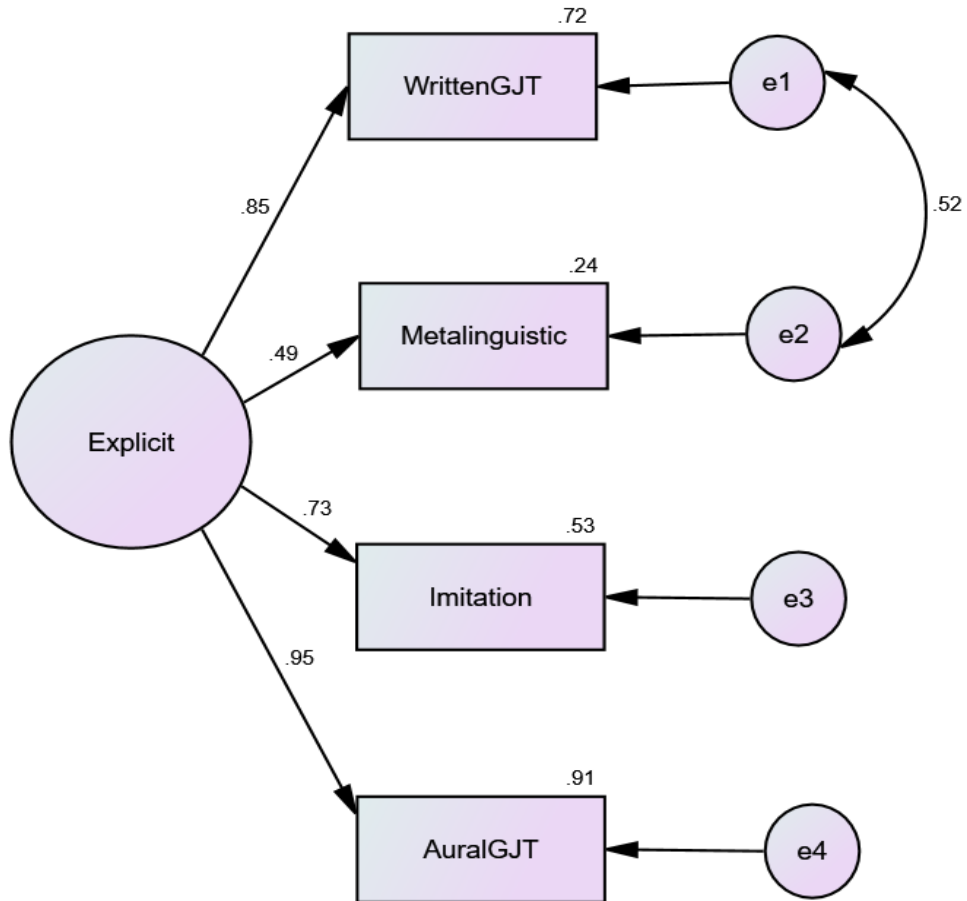 .72
WrittenGJT
e1
.85
.52
.24
Metalinguistic
e2
.49
Explicit
.73
.53
Imitation
e3
.95
.91
AuralGJT
e4